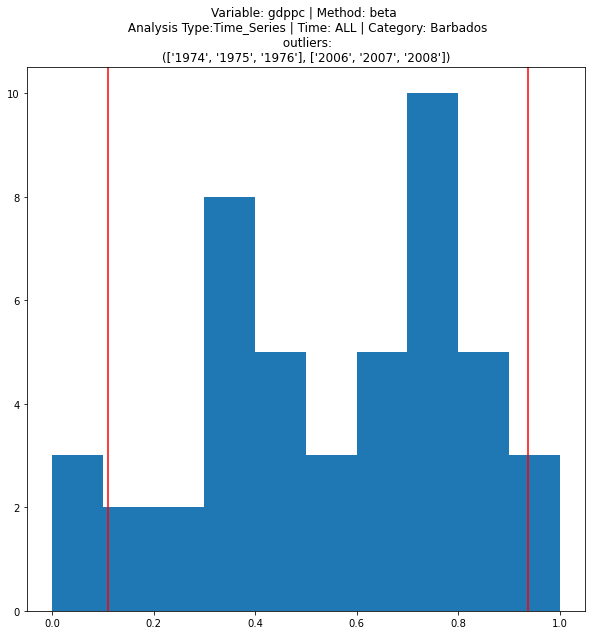 Variable: gdppc | Method: beta
Analysis Type:Time_Series | Time: ALL | Category: Barbados
outliers:
(['1974', '1975', '1976'], ['2006', '2007', '2008'])
10
8
6
4
2
0
0.0 0.2 0.4 0.6 0.8 1.0